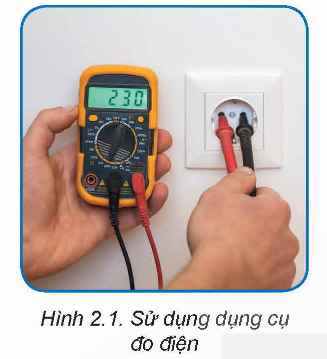 230
Hình 2.1. Sử dụng dụng cụ
đo điện